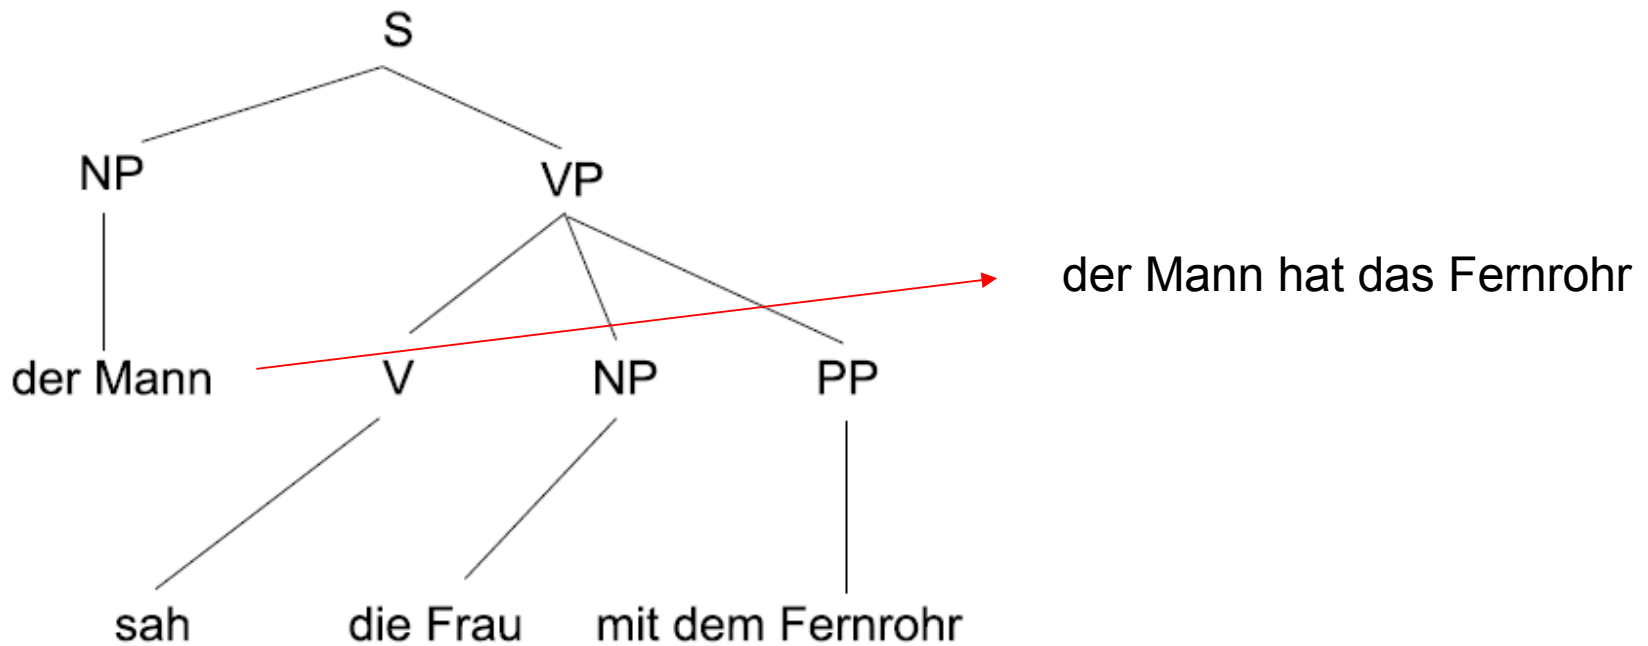 S
NP VP
der Mann hat das Fernrohr
der Mann V NP PP
sah die Frau mit dem Fernrohr